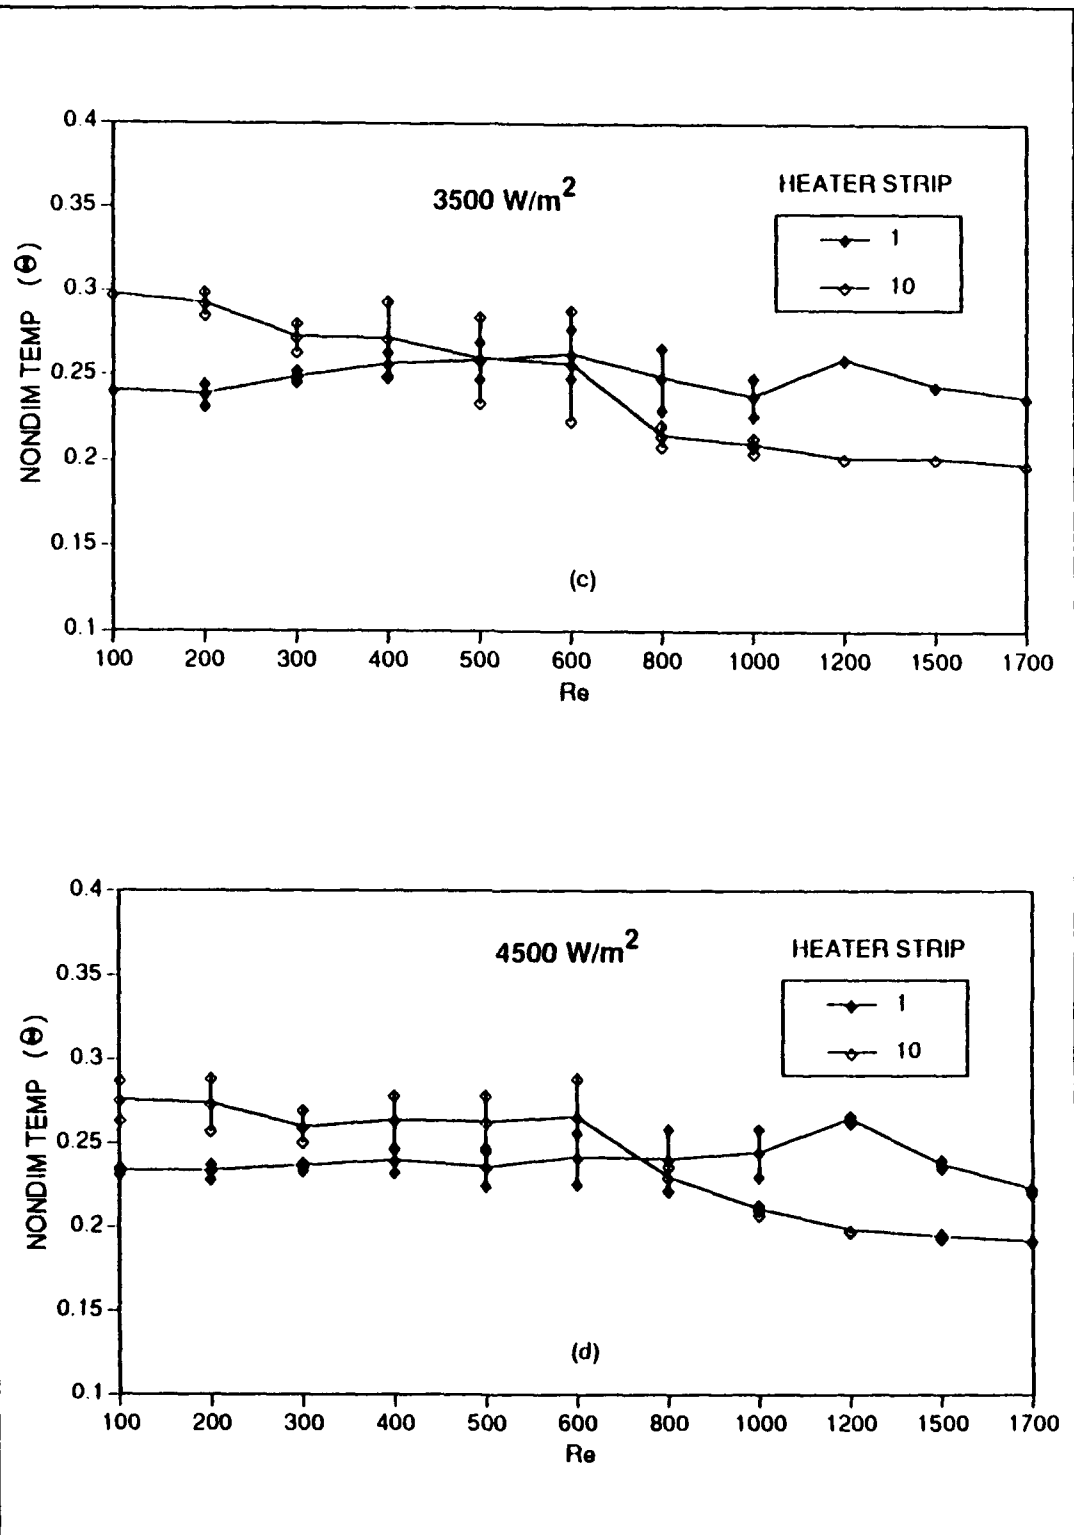 3500 W/m2
HEATER STRIP
1
10
NONDIM TEMP (Θ)
0.4
0.35
0.3
0.25
0.2
0.15
0.1
(c)
100 200 300 400 500 600 800 1000 1200 1500 1700
Re
4500 W/m2
HEATER STRIP
1
10
NONDIM TEMP (Θ)
0.4
0.35
0.3
0.25
0.2
0.15
0.1
(d)
100 200 300 400 500 600 800 1000 1200 1500 1700
Re